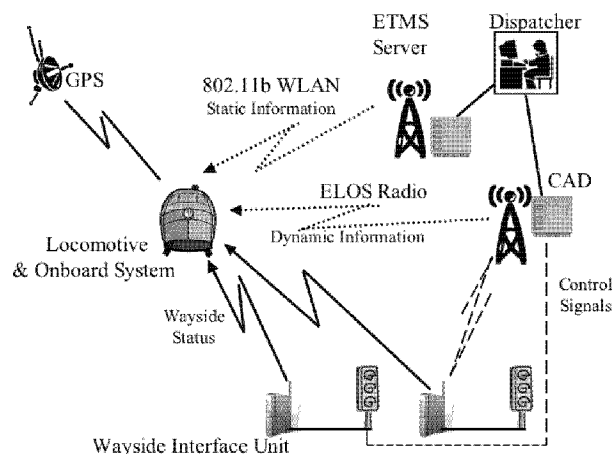 ETMS
Server
Dispatcher
GPS
802.11b WLAN
Static Information
CAD
ELOS Radio
Dynamic Information
Locomotive
& Onboard System
Control
Signals
Wayside
Status
Wayside Interface Unit